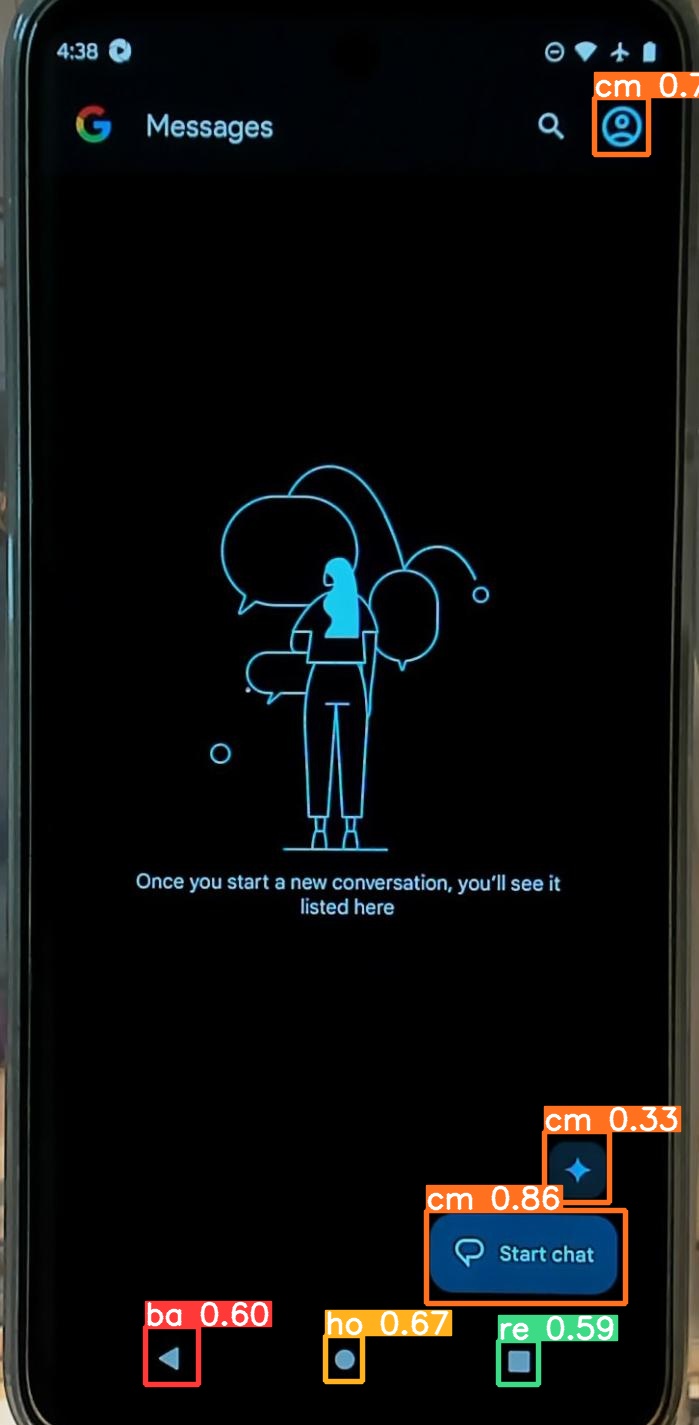 4:38
cm 0.7
G Messages
Once you start a new conversation, you'll see it
listed here
cm 0.33
cm 0.86
Start chat
ba 0.60
ho 0.67
re 0.59